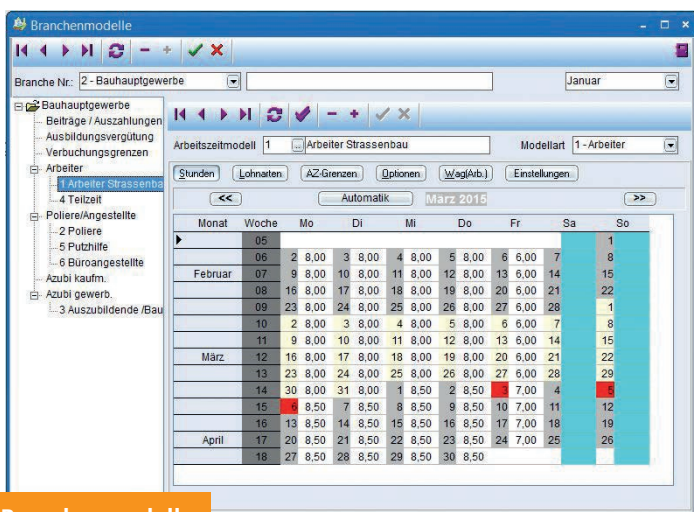 Branchenmodelle
Branche Nr.: 2 - Bauhauptgewerbe Januar
Bauhauptgewerbe
Beiträge / Auszahlungen
Ausbildungsvergütung
Verbuchungsgrenzen
Arbeiter
1 Arbeiter Strassenba
4 Teilzeit
Poliere/Angestellte
2 Poliere
5 Putzhilfe
6 Büroangestellte
Azubi kaufm.
Azubi gewerb.
3 Auszubildende /Bau
Arbeitszeitmodell 1 ... Arbeiter Strassenbau Modellart 1 - Arbeiter
Stunden Lohnarten AZ-Grenzen Optionen Wag(Arb.) Einstellungen
<< Automatik März 2015 >>
Monat Woche Mo Di Mi Do Fr Sa So
05 1
06 2 8,00 3 8,00 4 8,00 5 8,00 6 6,00 7 8
Februar 07 9 8,00 10 8,00 11 8,00 12 8,00 13 6,00 14 15
08 16 8,00 17 8,00 18 8,00 19 8,00 20 6,00 21 22
09 23 8,00 24 8,00 25 8,00 26 8,00 27 6,00 28 1
10 2 8,00 3 8,00 4 8,00 5 8,00 6 6,00 7 8
11 9 8,00 10 8,00 11 8,00 12 8,00 13 6,00 14 15
März 12 16 8,00 17 8,00 18 8,00 19 8,00 20 6,00 21 22
13 23 8,00 24 8,00 25 8,00 26 8,00 27 6,00 28 29
14 30 8,00 31 8,00 1 8,50 2 8,50 3 7,00 4 5
15 6 8,50 7 8,50 8 8,50 9 8,50 10 7,00 11 12
16 13 8,50 14 8,50 15 8,50 16 8,50 17 7,00 18 19
April 17 20 8,50 21 8,50 22 8,50 23 8,50 24 7,00 25 26
18 27 8,50 28 8,50 29 8,50 30 8,50